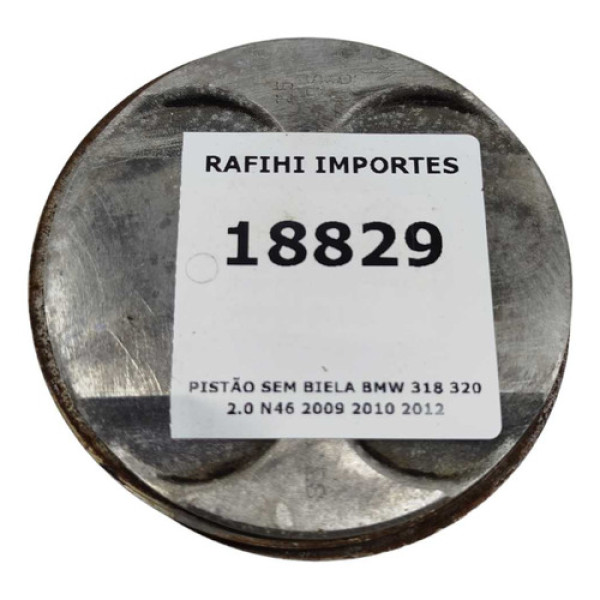 RAFIHI IMPORTES
18829
PISTÃO SEM BIELA BMW 318 320
2.0 N46 2009 2010 2012